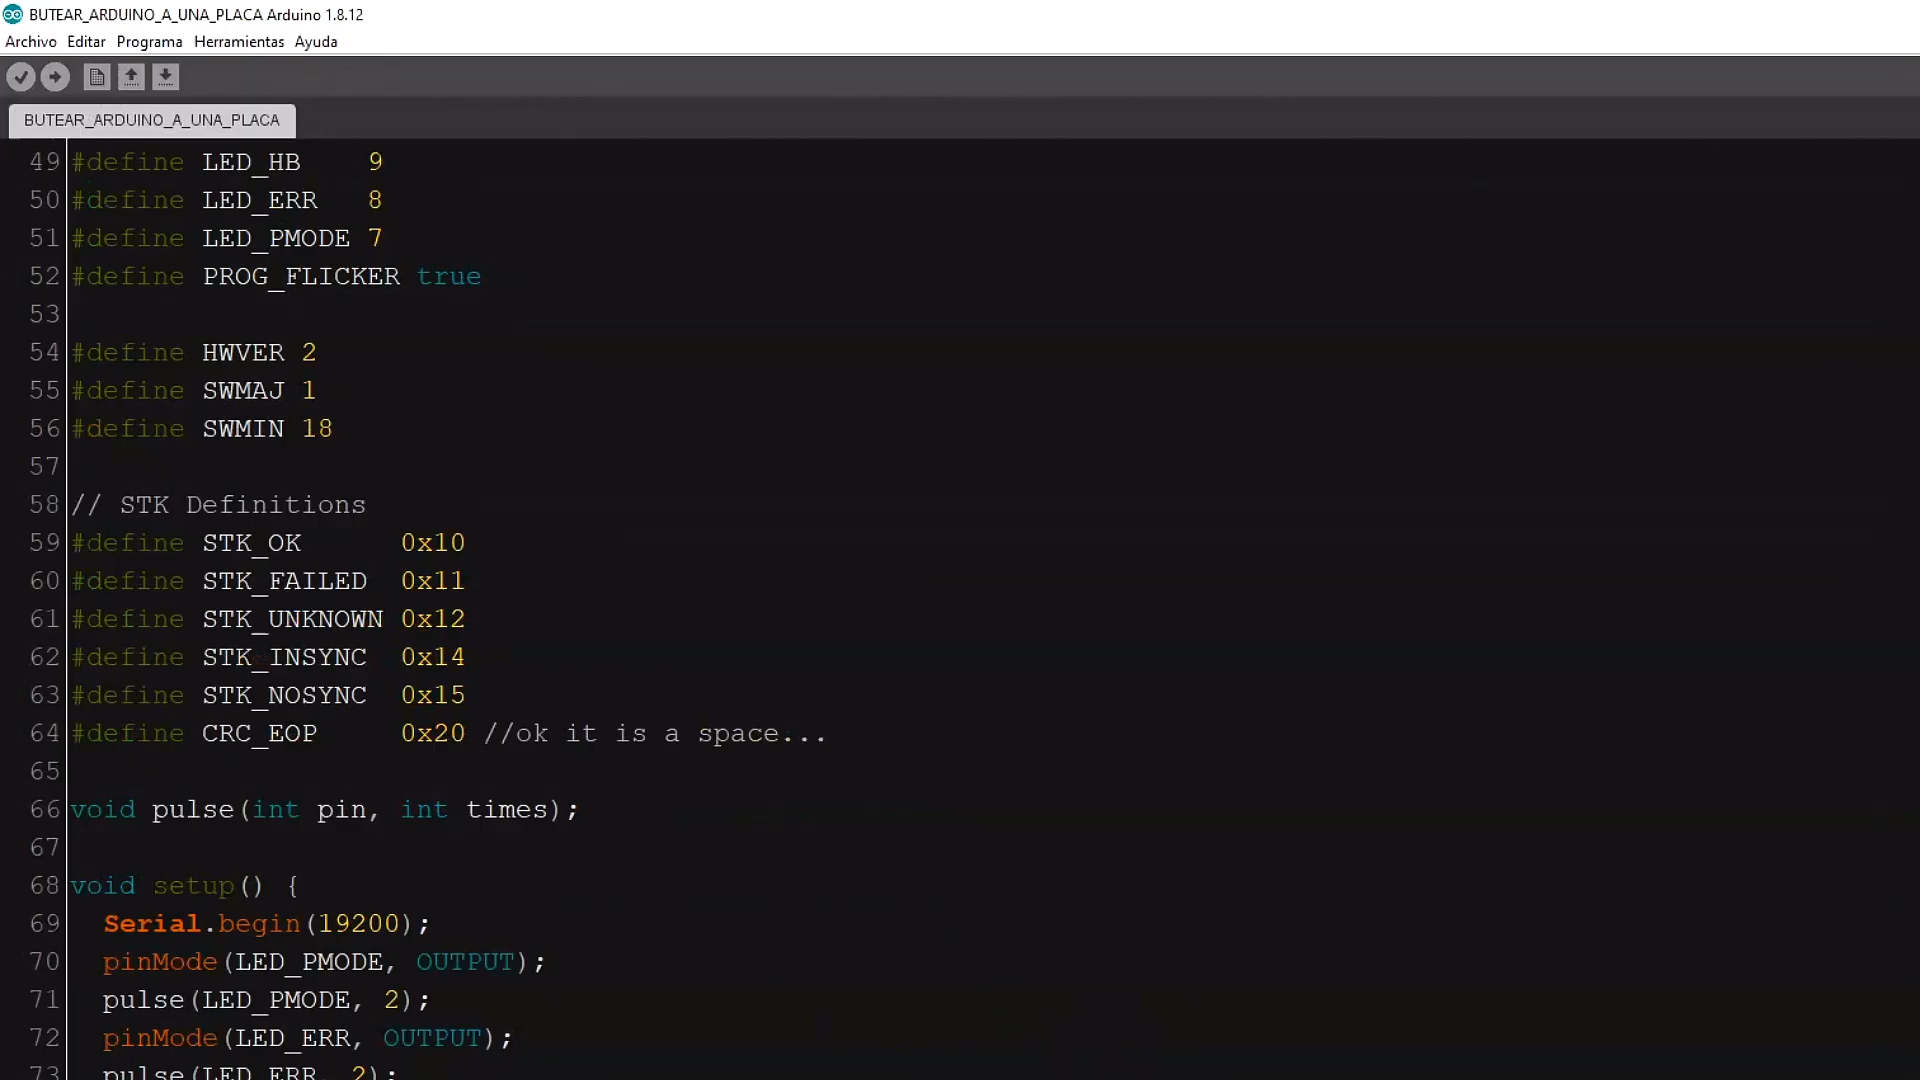 BUTEAR_ARDUINO_A_UNA_PLACA Arduino 1.8.12
Archivo Editar Programa Herramientas Ayuda
BUTEAR_ARDUINO_A_UNA_PLACA
49 #define LED_HB    9
50 #define LED_ERR   8
51 #define LED_PMODE 7
52 #define PROG_FLICKER true
53
54 #define HWVER 2
55 #define SWMAJ 1
56 #define SWMIN 18
57
58 // STK Definitions
59 #define STK_OK      0x10
60 #define STK_FAILED  0x11
61 #define STK_UNKNOWN 0x12
62 #define STK_INSYNC  0x14
63 #define STK_NOSYNC  0x15
64 #define CRC_EOP     0x20 //ok it is a space...
65
66 void pulse(int pin, int times);
67
68 void setup() {
69   Serial.begin(19200);
70   pinMode(LED_PMODE, OUTPUT);
71   pulse(LED_PMODE, 2);
72   pinMode(LED_ERR, OUTPUT);
73   pulse(LED_ERR, 2);